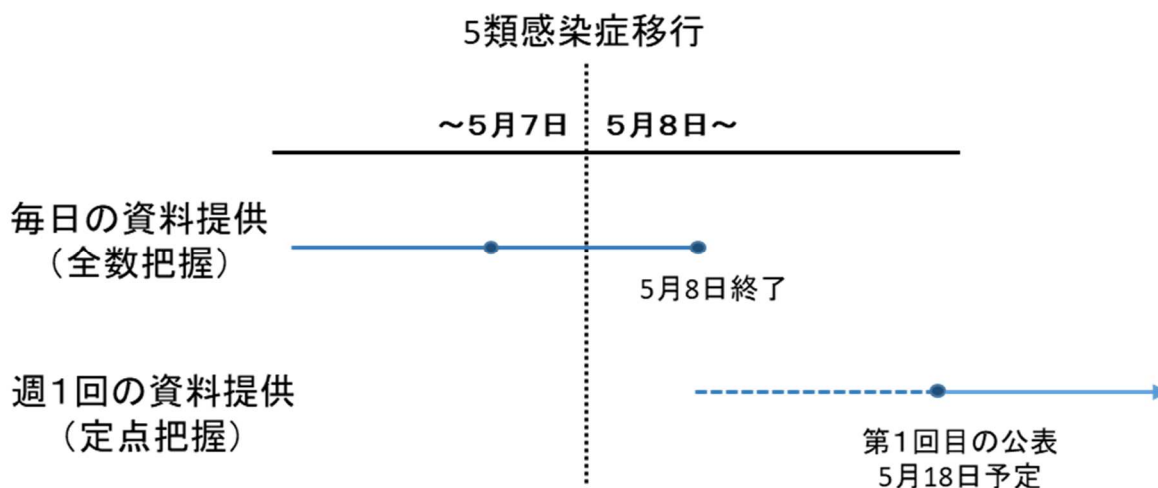 5類感染症移行
～5月7日
5月8日～
毎日の資料提供
（全数把握）
5月8日終了
週1回の資料提供
（定点把握）
第1回目の公表
5月18日予定